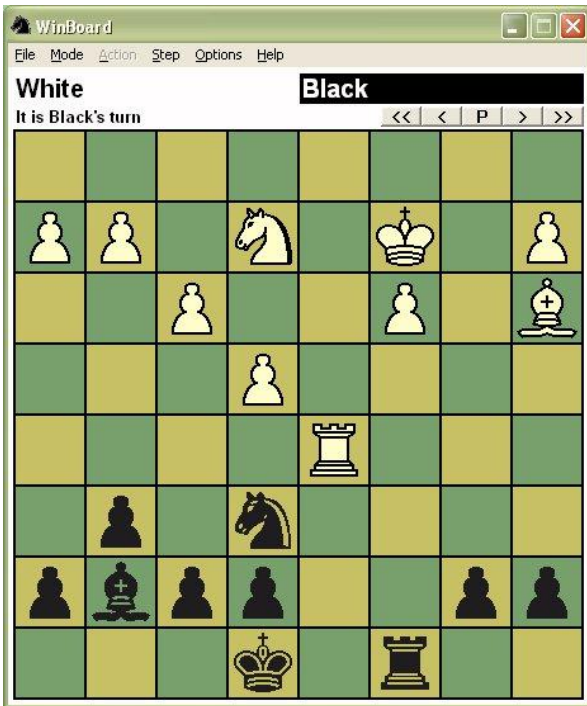 WinBoard
File Mode Action Step Options Help
White Black
It is Black's turn << < P > >>